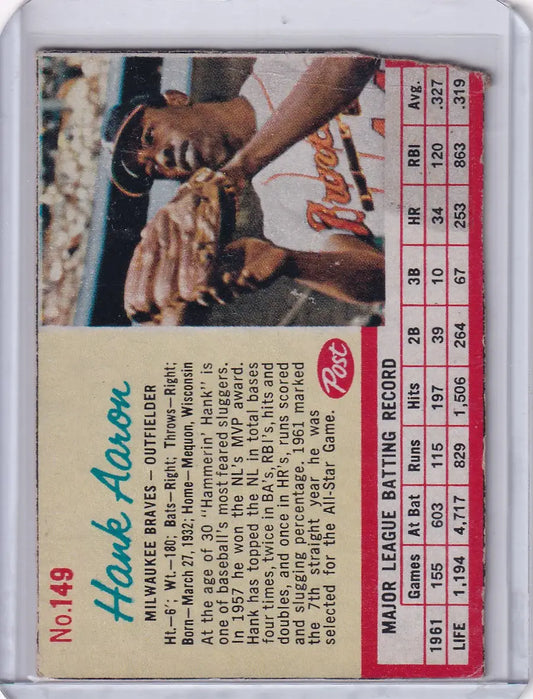 No.149
Hank Aaron
MILWAUKEE BRAVES – OUTFIELDER
Ht.–6'; Wt.–180; Bats–Right; Throws–Right;
Born–March 27, 1932; Home–Mequon, Wisconsin
At the age of 30 "Hammerin' Hank" is
one of baseball's most feared sluggers.
In 1957 he won the NL's MVP award.
Hank has topped the NL in total bases
four times, twice in BA's, RBI's, hits and
doubles, and once in HR's, runs scored
and slugging percentage. 1961 marked
the 7th straight year he was
selected for the All-Star Game.
Post
Braves
MAJOR LEAGUE BATTING RECORD
Games At Bat Runs Hits 2B 3B HR RBI Avg.
1961 155 603 115 197 39 10 34 120 .327
LIFE 1,194 4,717 829 1,506 264 67 253 863 .319